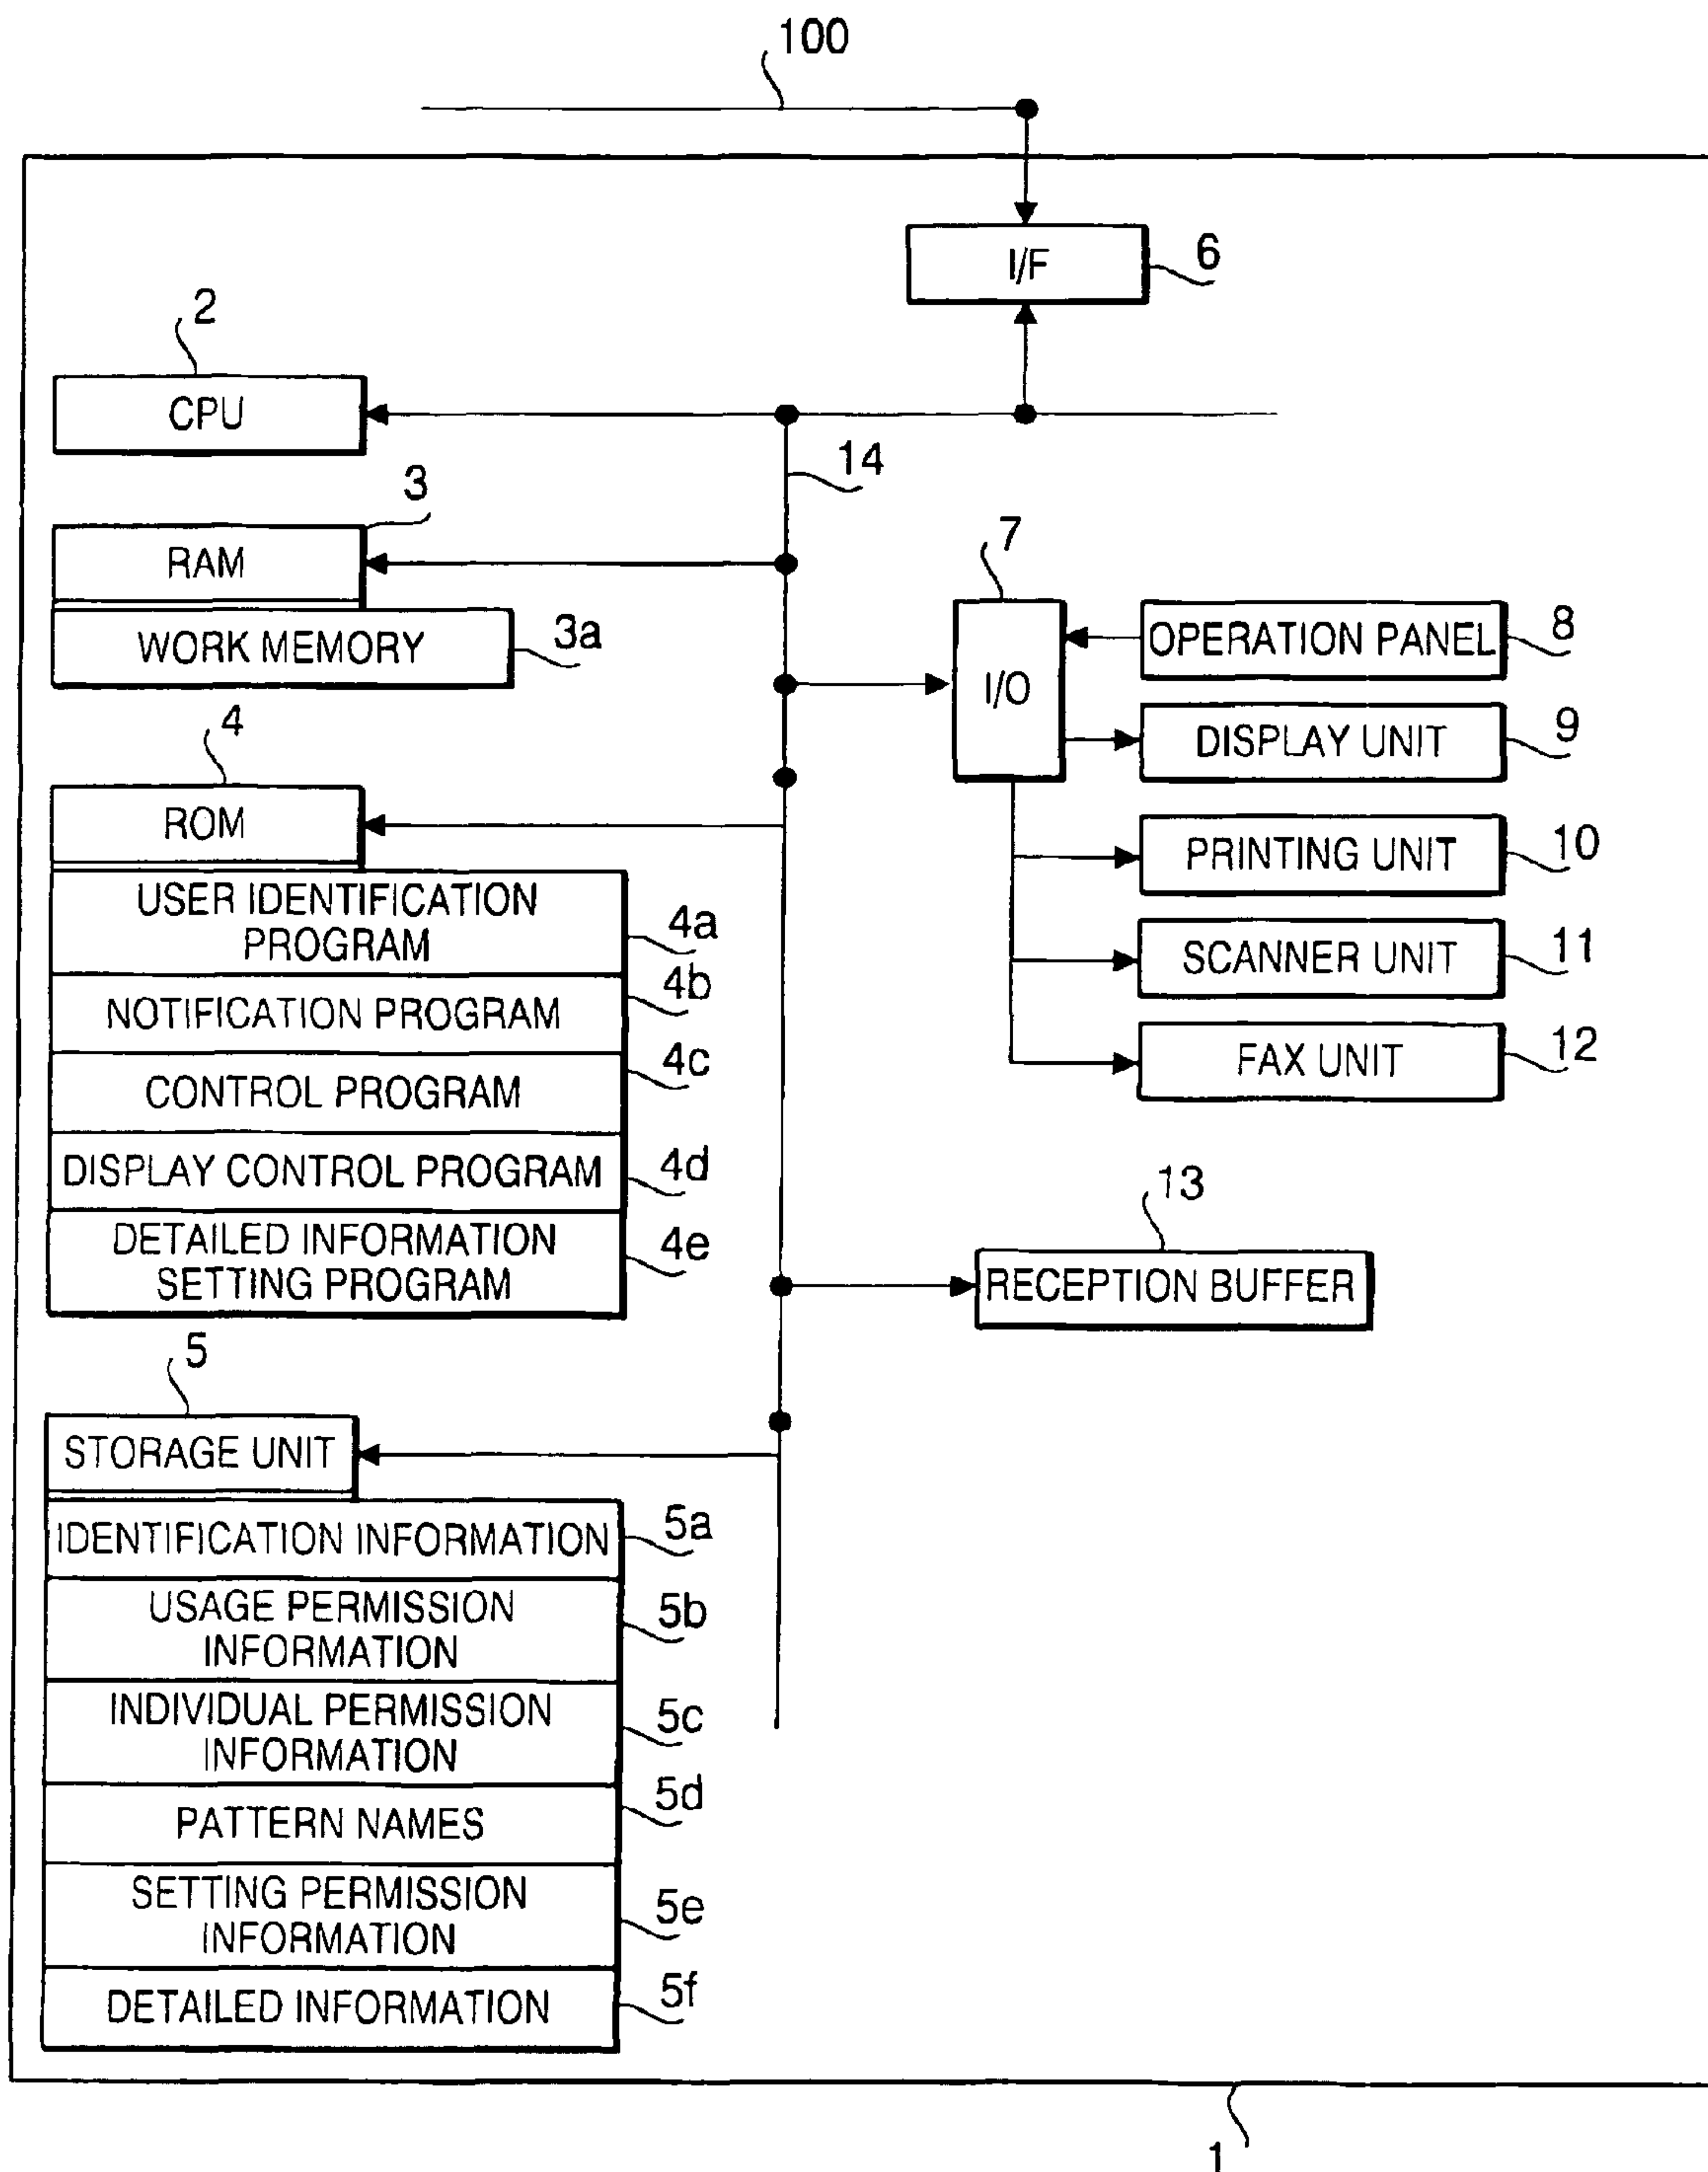 100
I/F
6
2
CPU
14
3
RAM
WORK MEMORY
3a
7
I/O
OPERATION PANEL
8
DISPLAY UNIT
9
PRINTING UNIT
10
SCANNER UNIT
11
FAX UNIT
12
4
ROM
USER IDENTIFICATION
PROGRAM
4a
NOTIFICATION PROGRAM
4b
CONTROL PROGRAM
4c
DISPLAY CONTROL PROGRAM
4d
DETAILED INFORMATION
SETTING PROGRAM
4e
13
RECEPTION BUFFER
5
STORAGE UNIT
IDENTIFICATION INFORMATION
5a
USAGE PERMISSION
INFORMATION
5b
INDIVIDUAL PERMISSION
INFORMATION
5c
PATTERN NAMES
5d
SETTING PERMISSION
INFORMATION
5e
DETAILED INFORMATION
5f
1